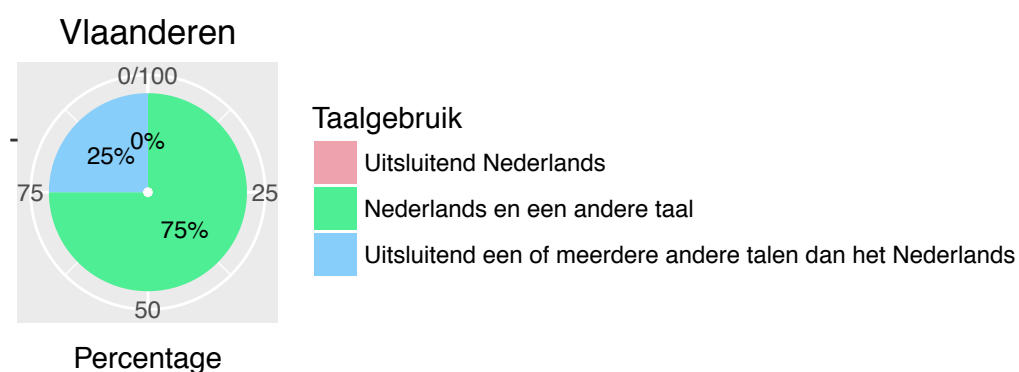 Vlaanderen
0/100
0%
25%
75
25
75%
50
Percentage
Taalgebruik
Uitsluitend Nederlands
Nederlands en een andere taal
Uitsluitend een of meerdere andere talen dan het Nederlands